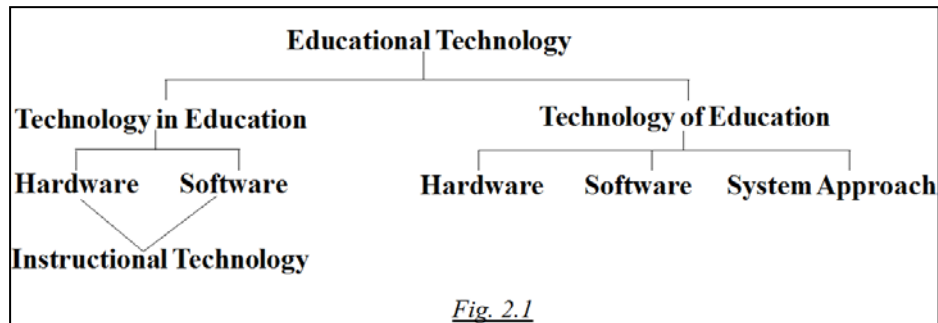 Educational Technology
Technology in Education
Technology of Education
Hardware
Software
Hardware
Software
System Approach
Instructional Technology
Fig. 2.1